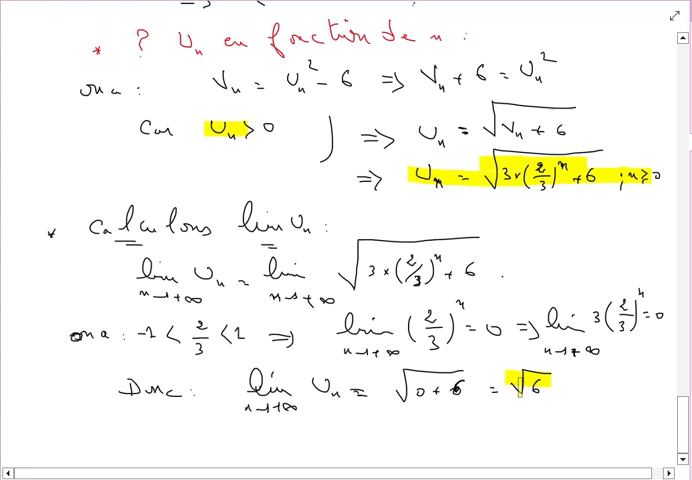 * ? Un en fonction de n :
on a : Vn = Un² - 6 => Vn + 6 = Un²
Car Un > 0 ) => Un = √(Vn + 6)
=> Un = √(3×(2/3)^n + 6) ; n ≥ 0
* Calculons lim Un :
lim n→+∞ Un = lim n→+∞ √(3×(2/3)^n + 6) .
on a : -1 < 2/3 < 1 => lim n→+∞ (2/3)^n = 0 => lim n→+∞ 3(2/3)^n = 0
Donc : lim n→+∞ Un = √(0 + 6) = √6